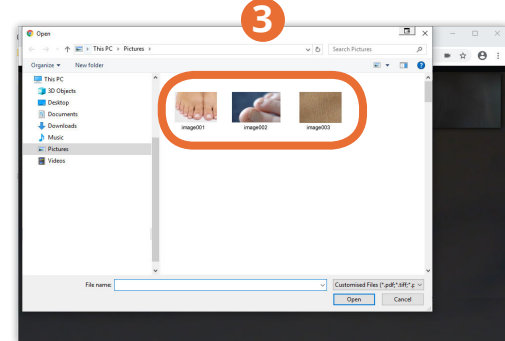 3
Open
This PC > Pictures >
Search Pictures
Organize
New folder
This PC
3D Objects
Desktop
Documents
Downloads
Music
Pictures
Videos
image001
image002
image003
File name:
Customised Files (*.pdf;*.tiff;*.g
Open
Cancel